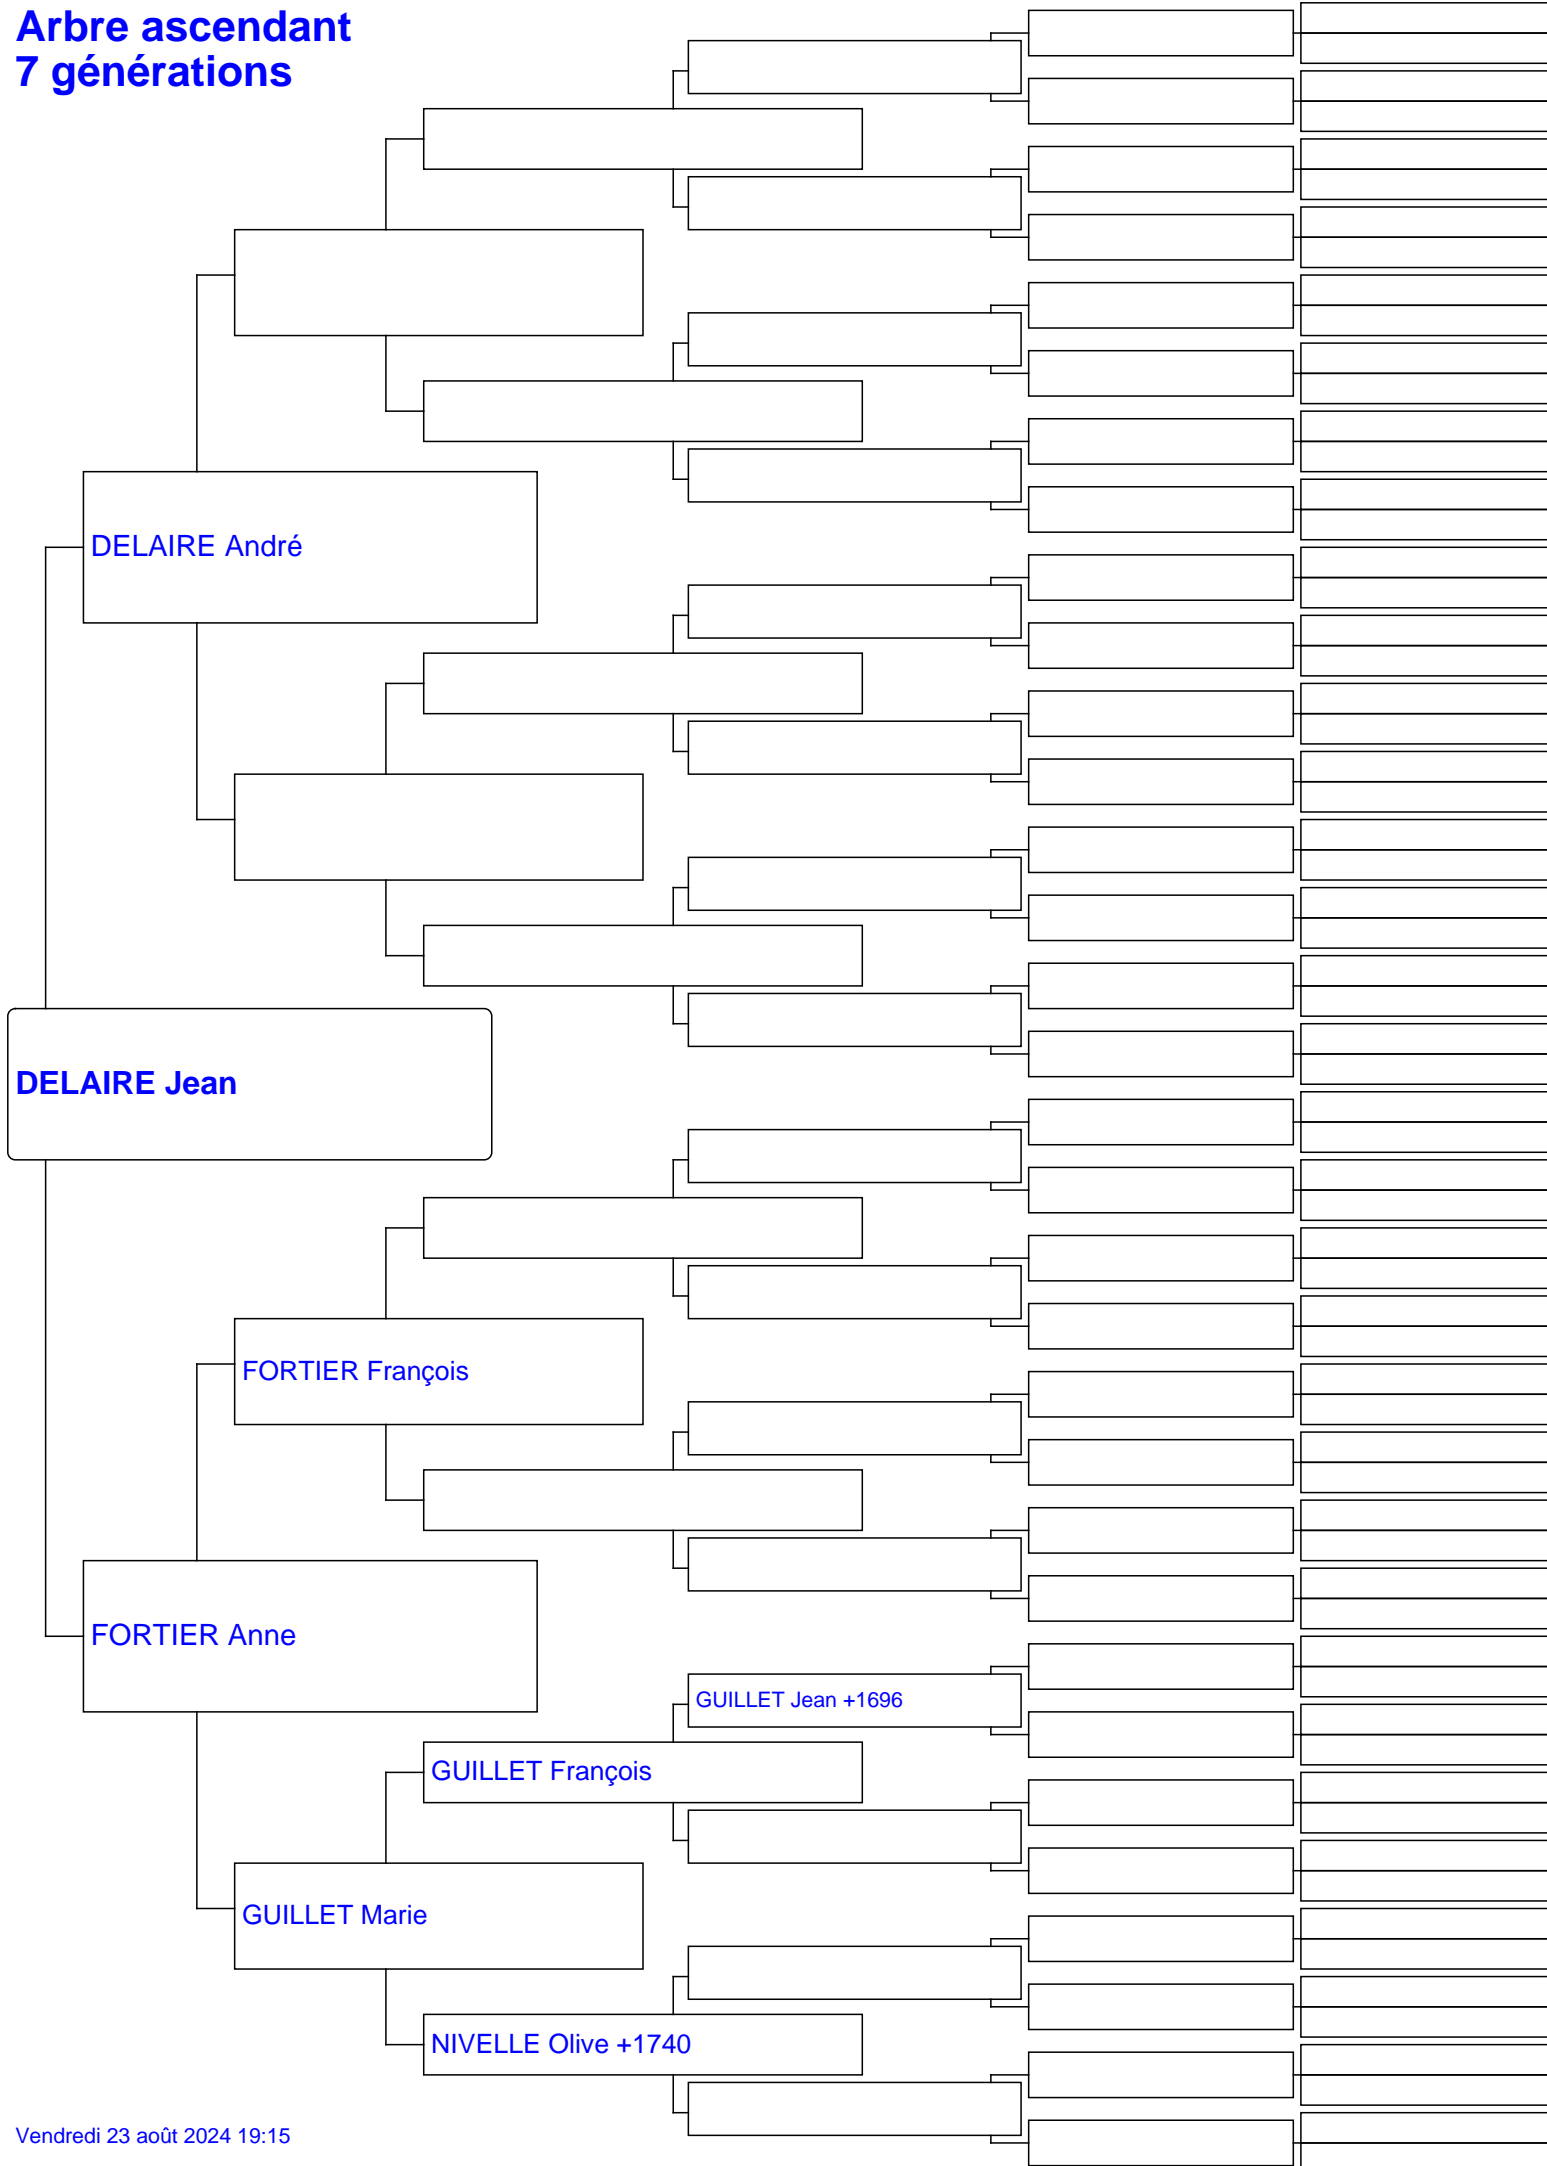 Arbre ascendant
7 générations
DELAIRE André
DELAIRE Jean
FORTIER François
FORTIER Anne
GUILLET Jean +1696
GUILLET François
GUILLET Marie
NIVELLE Olive +1740
Vendredi 23 août 2024 19:15